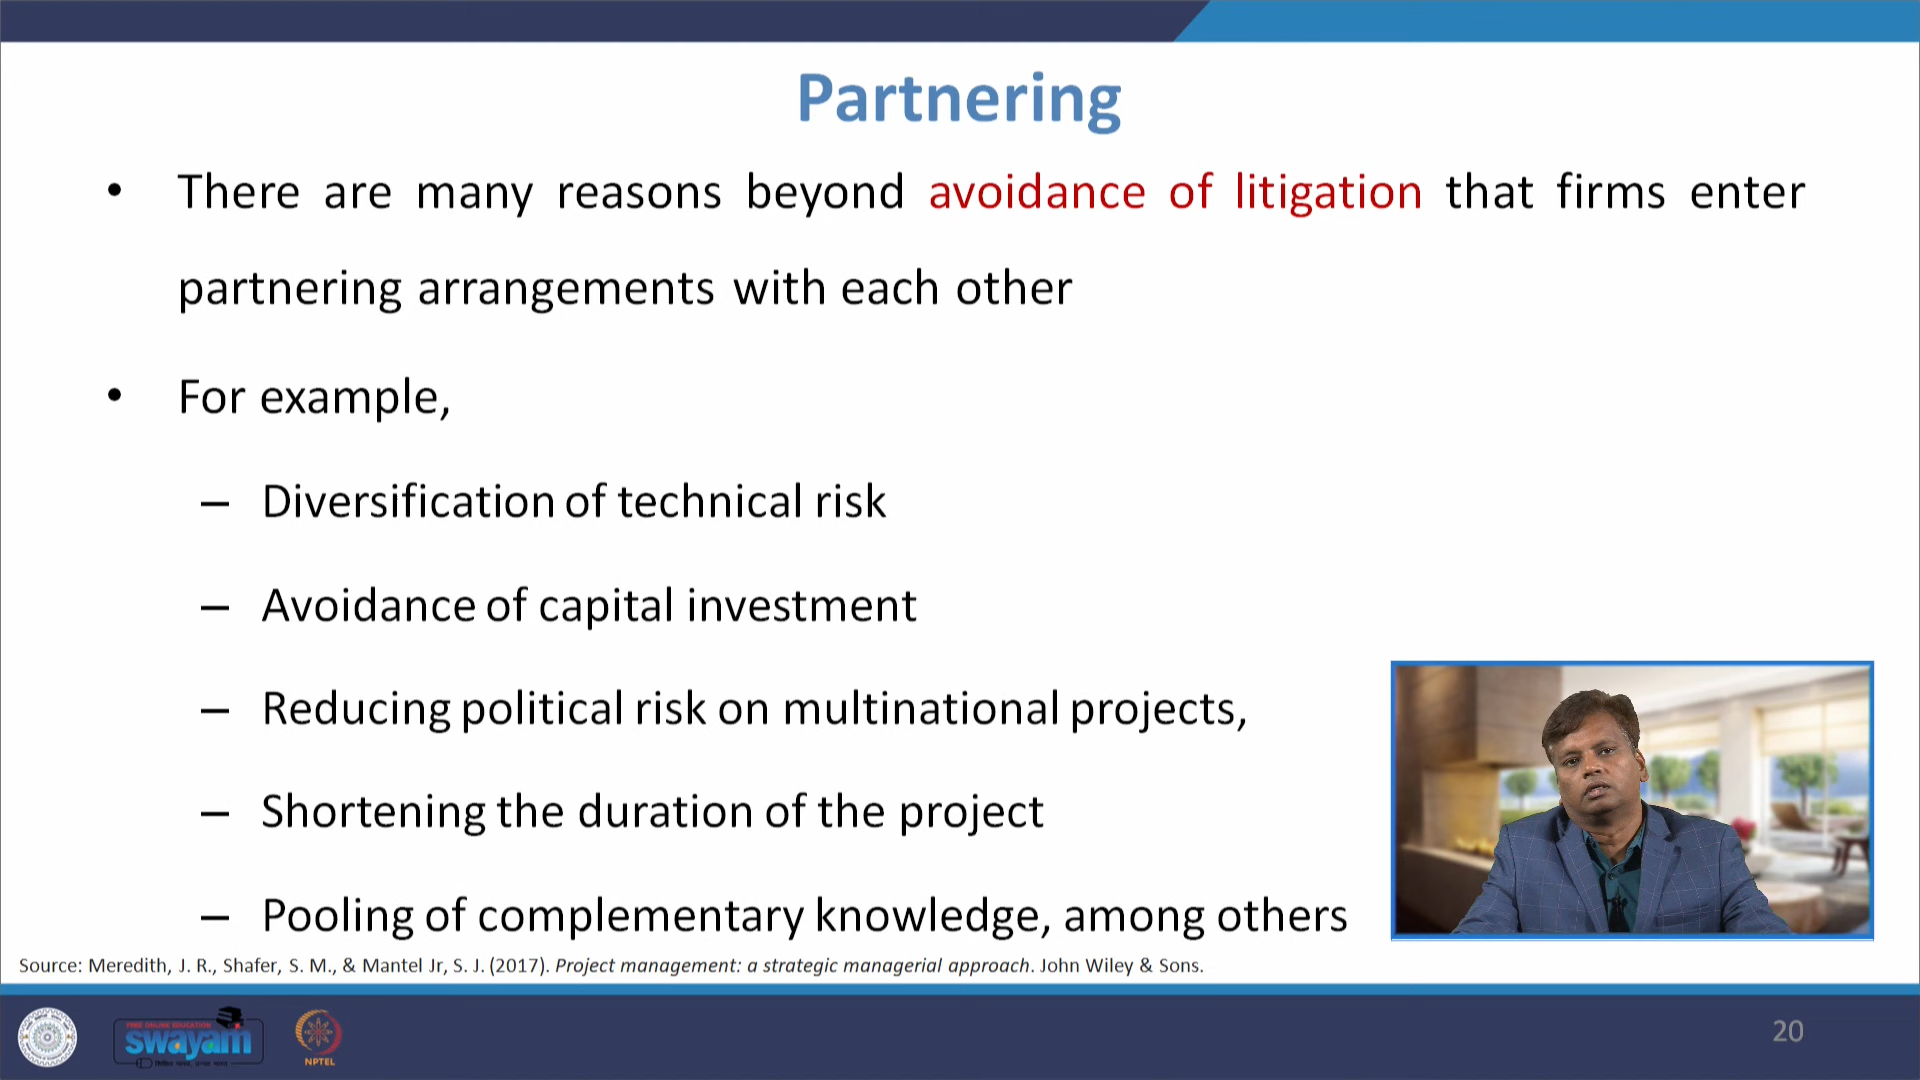 Partnering
• There are many reasons beyond avoidance of litigation that firms enter
partnering arrangements with each other
• For example,
– Diversification of technical risk
– Avoidance of capital investment
– Reducing political risk on multinational projects,
– Shortening the duration of the project
– Pooling of complementary knowledge, among others
Source: Meredith, J. R., Shafer, S. M., & Mantel Jr, S. J. (2017). Project management: a strategic managerial approach. John Wiley & Sons.
FREE ONLINE EDUCATION
swayam
NPTEL
20